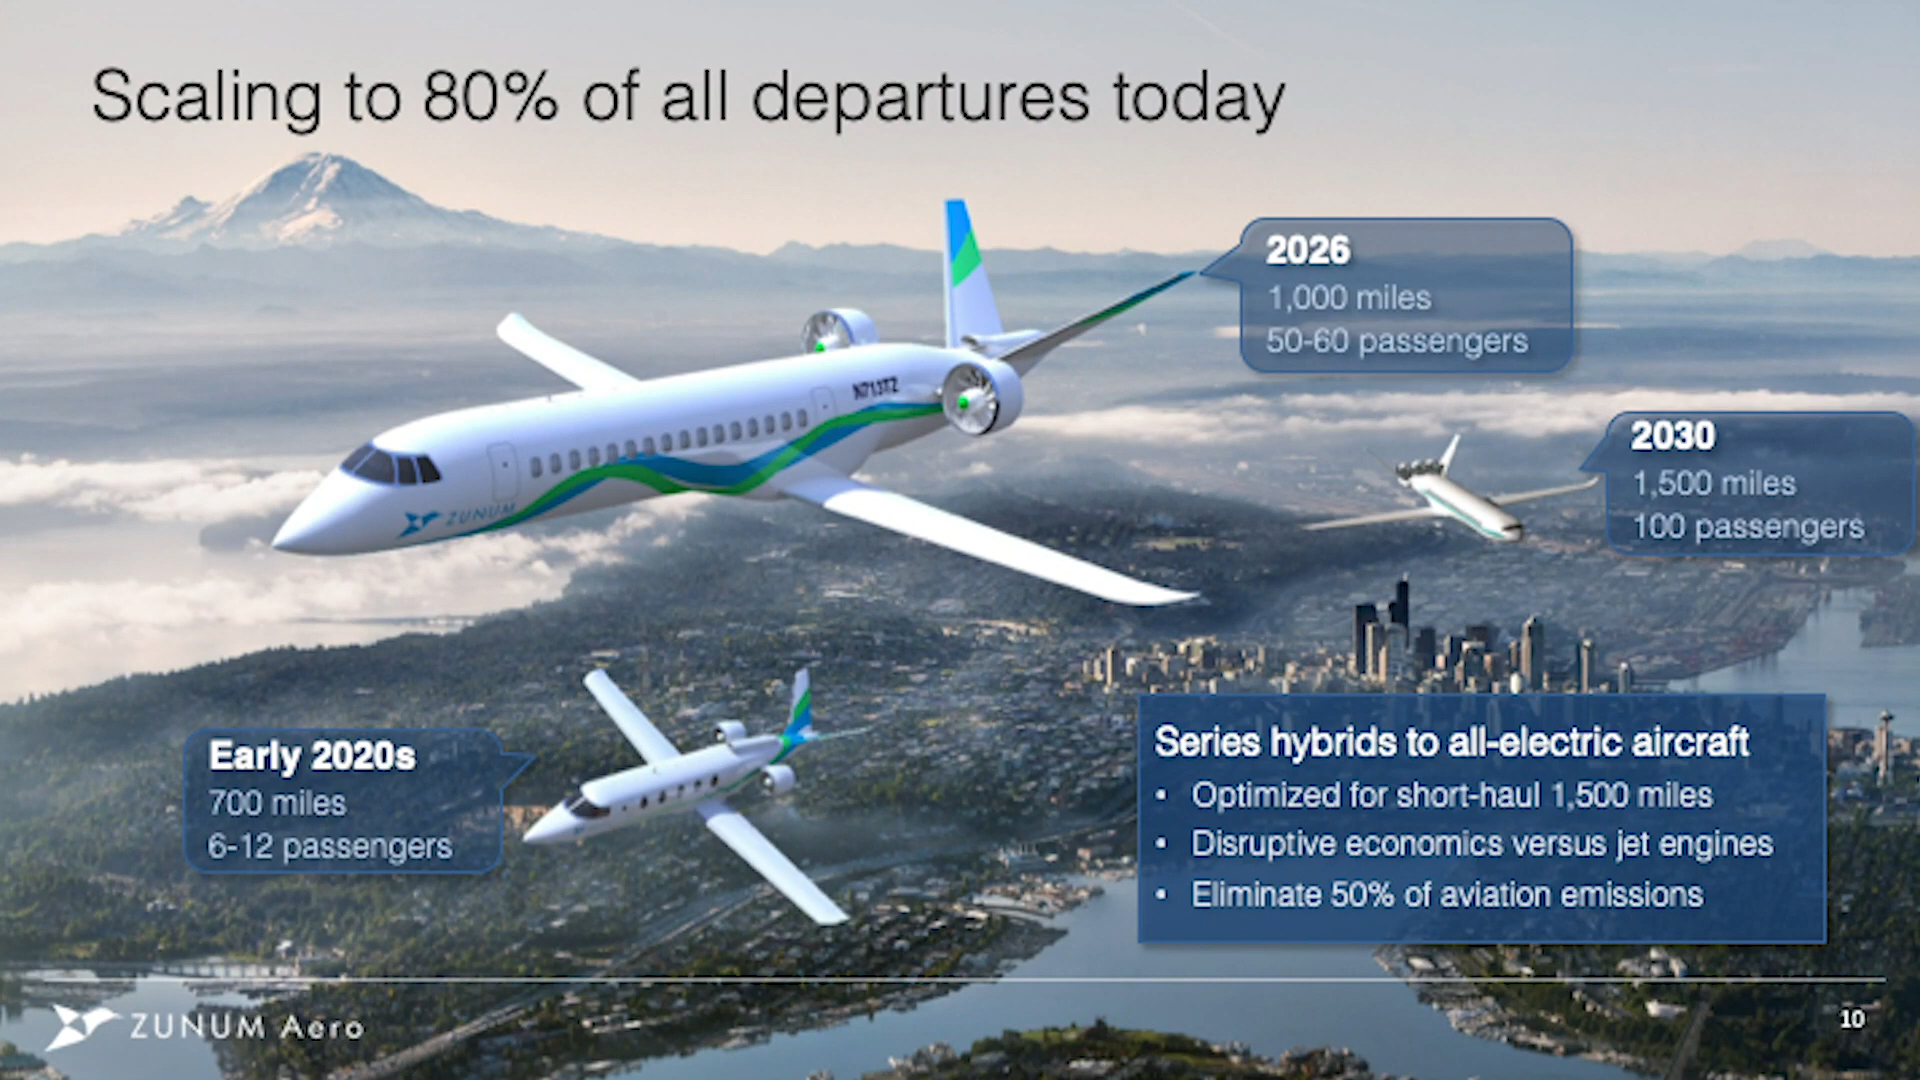 Scaling to 80% of all departures today
2026
1,000 miles
50-60 passengers
2030
1,500 miles
100 passengers
N713TZ
ZUNUM
Early 2020s
700 miles
6-12 passengers
Series hybrids to all-electric aircraft
• Optimized for short-haul 1,500 miles
• Disruptive economics versus jet engines
• Eliminate 50% of aviation emissions
ZUNUM Aero
10